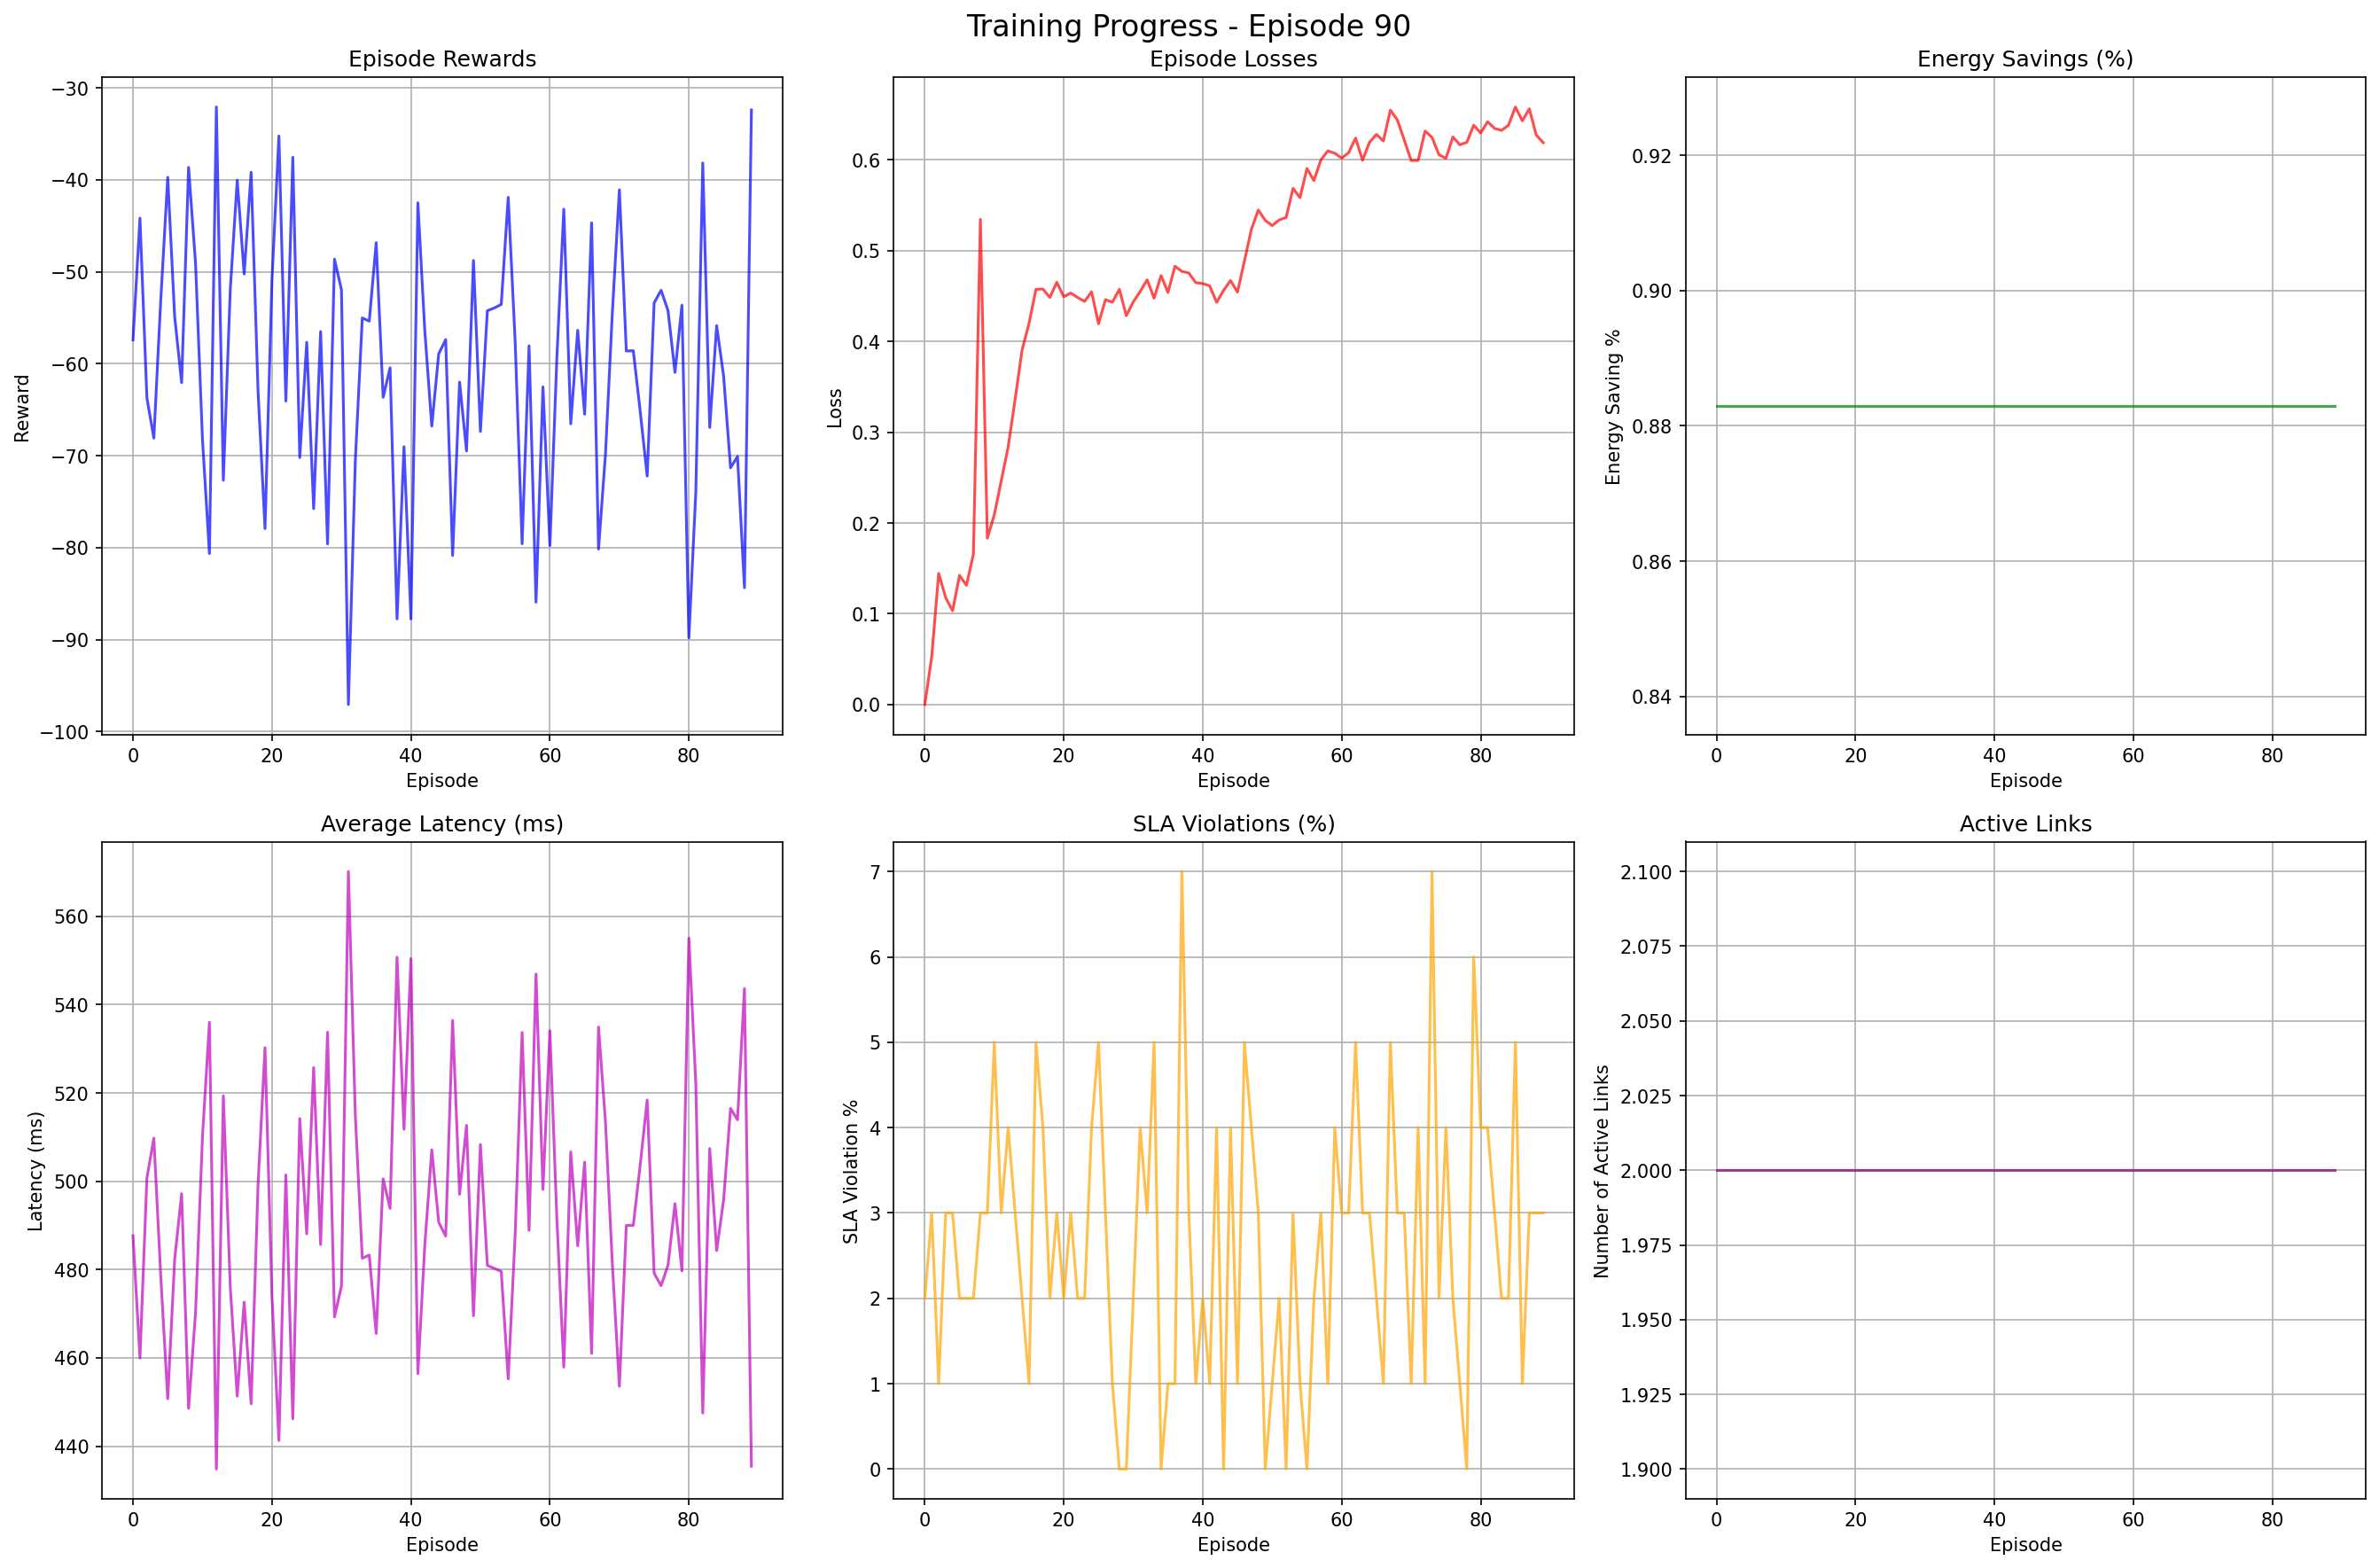 Training Progress - Episode 90
Episode Rewards
Reward
−30
−40
−50
−60
−70
−80
−90
−100
0 20 40 60 80
Episode
Episode Losses
Loss
0.6
0.5
0.4
0.3
0.2
0.1
0.0
0 20 40 60 80
Episode
Energy Savings (%)
Energy Saving %
0.92
0.90
0.88
0.86
0.84
0 20 40 60 80
Episode
Average Latency (ms)
Latency (ms)
560
540
520
500
480
460
440
0 20 40 60 80
Episode
SLA Violations (%)
SLA Violation %
7
6
5
4
3
2
1
0
0 20 40 60 80
Episode
Active Links
Number of Active Links
2.100
2.075
2.050
2.025
2.000
1.975
1.950
1.925
1.900
0 20 40 60 80
Episode